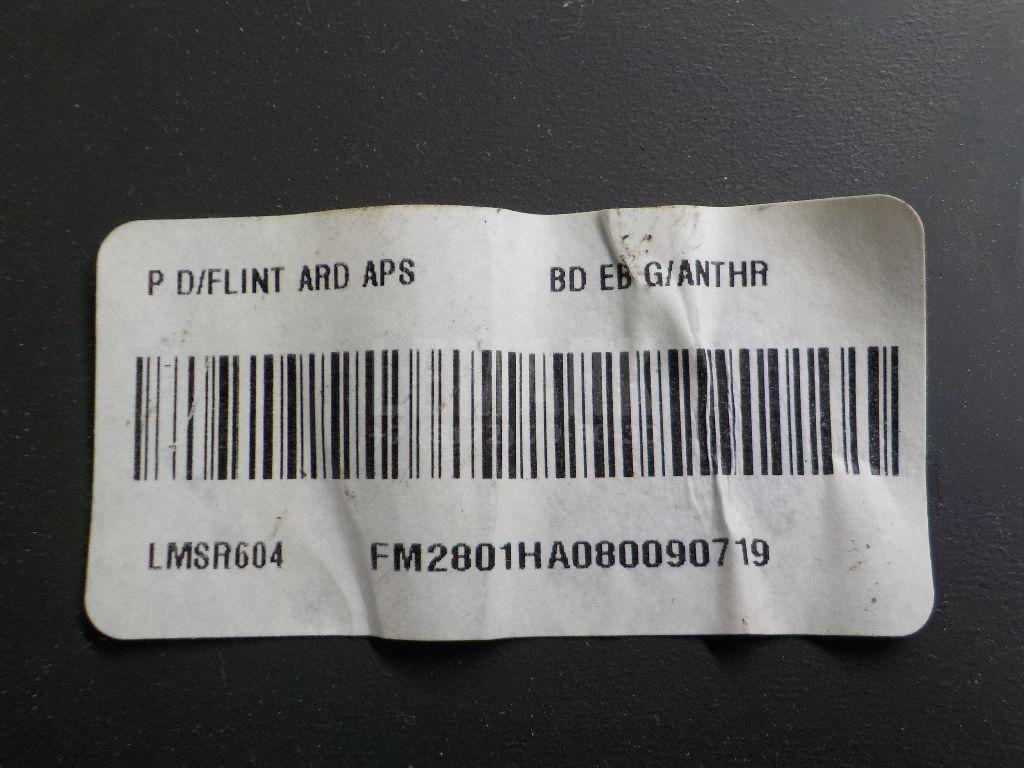 P D/FLINT ARD APS BD EB G/ANTHR
LMSR604 FM2801HA080090719